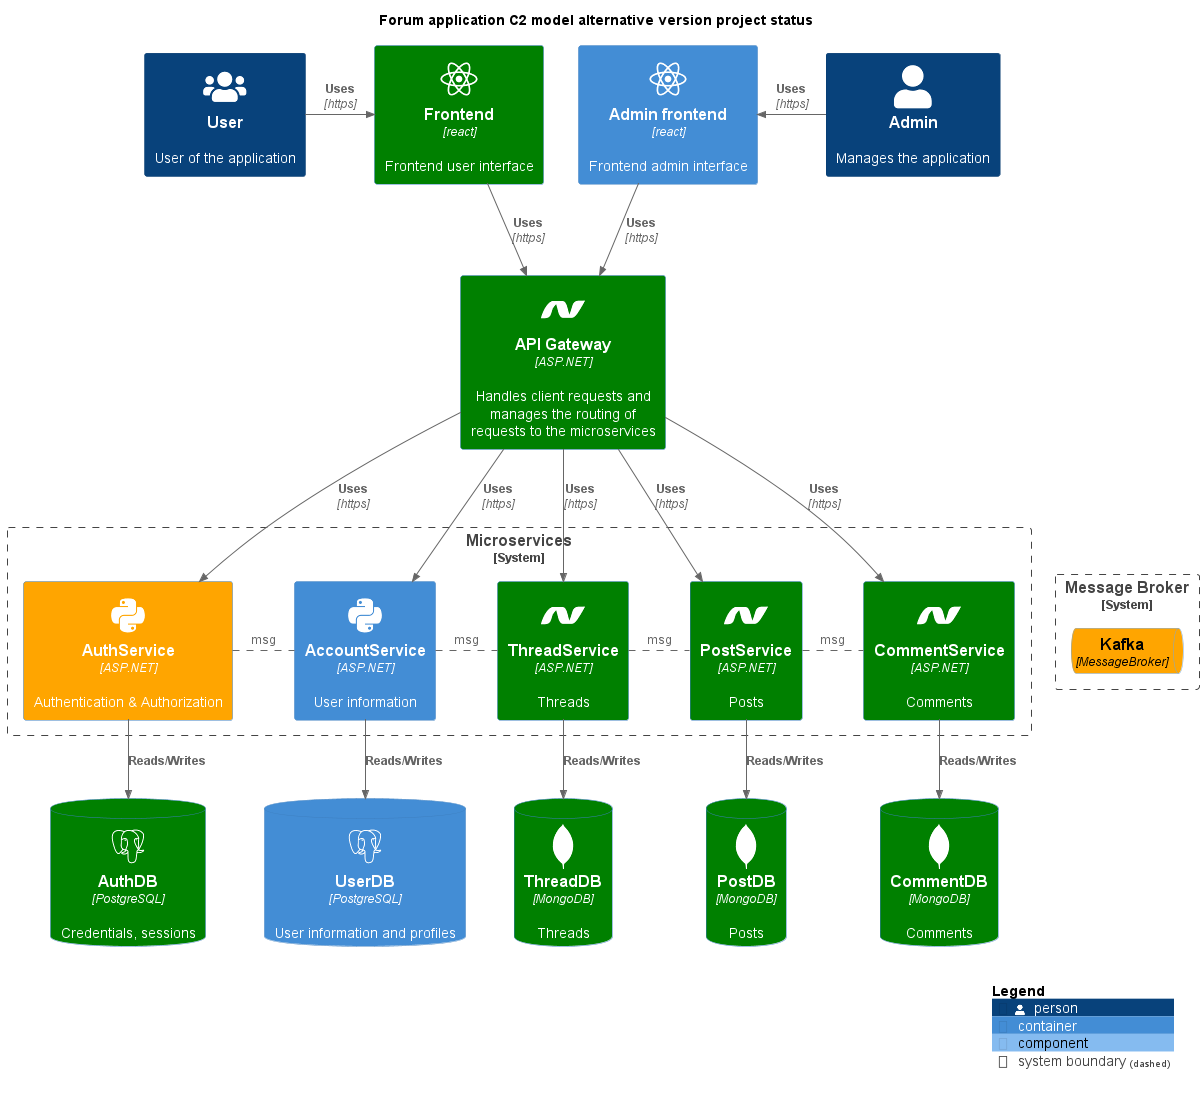 Forum application C2 model alternative version project status
User
User of the application
Uses
[https]
Frontend
[react]
Frontend user interface
Admin frontend
[react]
Frontend admin interface
Uses
[https]
Admin
Manages the application
Uses
[https]
Uses
[https]
API Gateway
[ASP.NET]
Handles client requests and
manages the routing of
requests to the microservices
Uses
[https]
Uses
[https]
Uses
[https]
Uses
[https]
Uses
[https]
Microservices
[System]
AuthService
[ASP.NET]
Authentication & Authorization
msg
AccountService
[ASP.NET]
User information
msg
ThreadService
[ASP.NET]
Threads
msg
PostService
[ASP.NET]
Posts
msg
CommentService
[ASP.NET]
Comments
Message Broker
[System]
Kafka
[MessageBroker]
Reads/Writes
Reads/Writes
Reads/Writes
Reads/Writes
Reads/Writes
AuthDB
[PostgreSQL]
Credentials, sessions
UserDB
[PostgreSQL]
User information and profiles
ThreadDB
[MongoDB]
Threads
PostDB
[MongoDB]
Posts
CommentDB
[MongoDB]
Comments
Legend
person
container
component
system boundary (dashed)